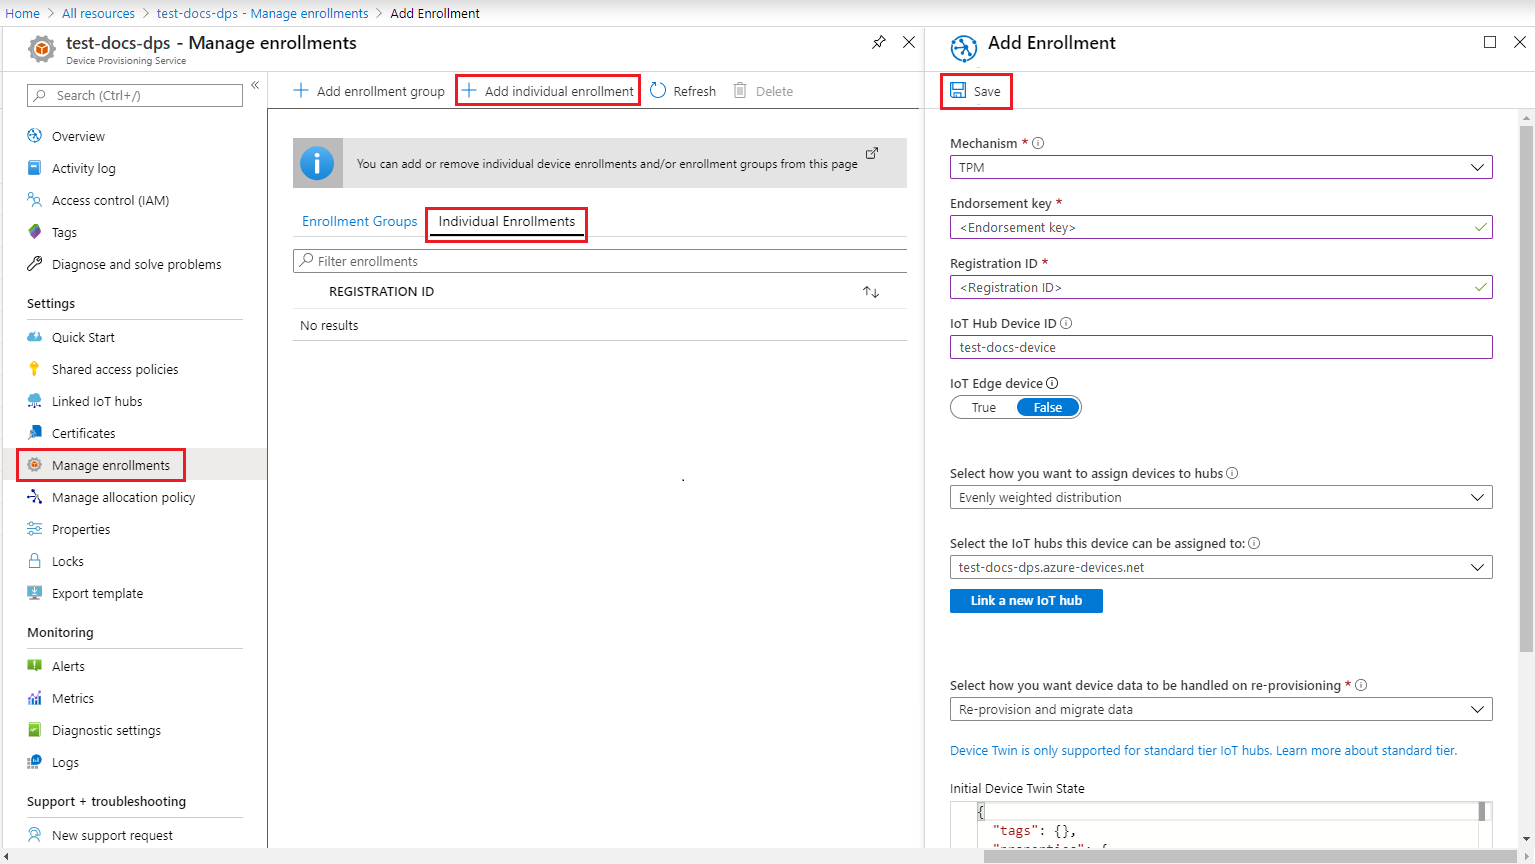 Home > All resources > test-docs-dps - Manage enrollments > Add Enrollment
test-docs-dps - Manage enrollments
Device Provisioning Service
Search (Ctrl+/)
Overview
Activity log
Access control (IAM)
Tags
Diagnose and solve problems
Settings
Quick Start
Shared access policies
Linked IoT hubs
Certificates
Manage enrollments
Manage allocation policy
Properties
Locks
Export template
Monitoring
Alerts
Metrics
Diagnostic settings
Logs
Support + troubleshooting
New support request
Add enrollment group
Add individual enrollment
Refresh
Delete
You can add or remove individual device enrollments and/or enrollment groups from this page
Enrollment Groups
Individual Enrollments
Filter enrollments
REGISTRATION ID
No results
Add Enrollment
Save
Mechanism *
TPM
Endorsement key *
<Endorsement key>
Registration ID *
<Registration ID>
IoT Hub Device ID
test-docs-device
IoT Edge device
True False
Select how you want to assign devices to hubs
Evenly weighted distribution
Select the IoT hubs this device can be assigned to:
test-docs-dps.azure-devices.net
Link a new IoT hub
Select how you want device data to be handled on re-provisioning *
Re-provision and migrate data
Device Twin is only supported for standard tier IoT hubs. Learn more about standard tier.
Initial Device Twin State
{
"tags": {},